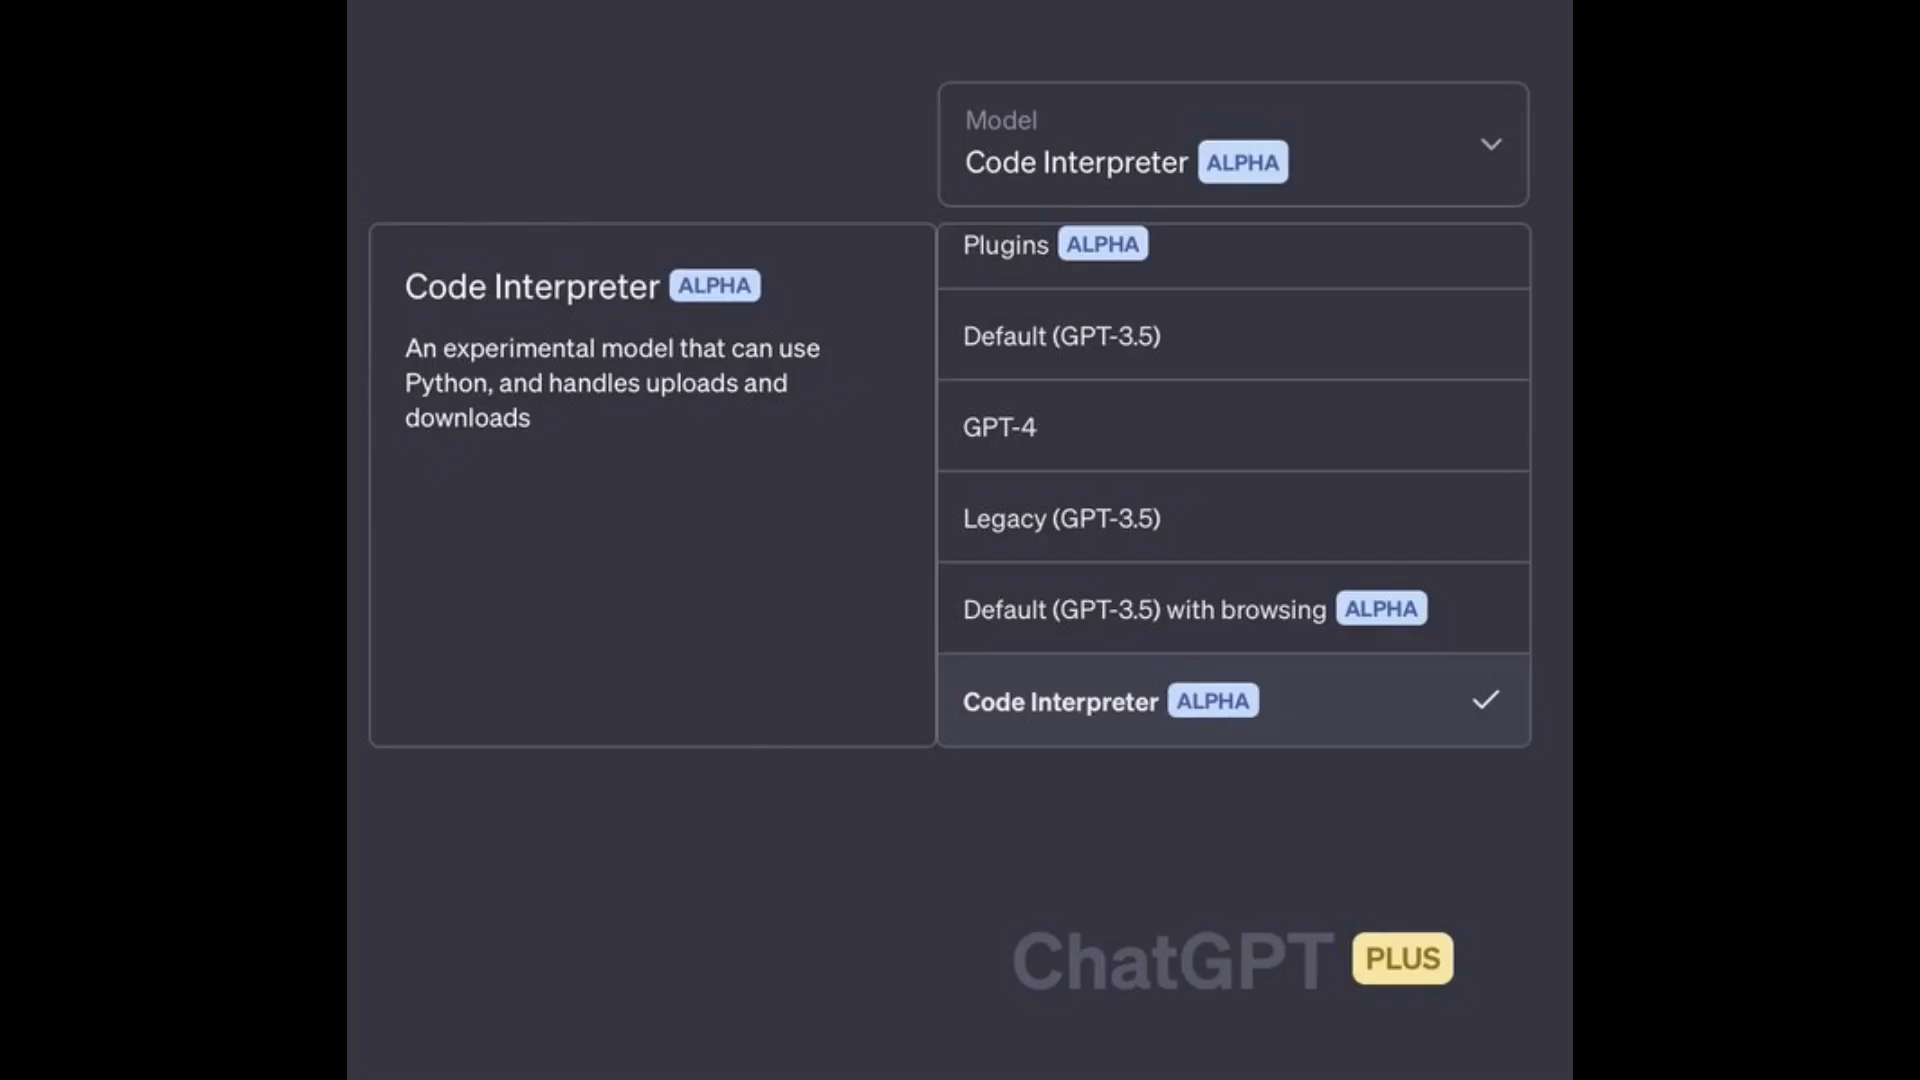 Model
Code Interpreter ALPHA
Code Interpreter ALPHA
An experimental model that can use
Python, and handles uploads and
downloads
Plugins ALPHA
Default (GPT-3.5)
GPT-4
Legacy (GPT-3.5)
Default (GPT-3.5) with browsing ALPHA
Code Interpreter ALPHA
ChatGPT PLUS